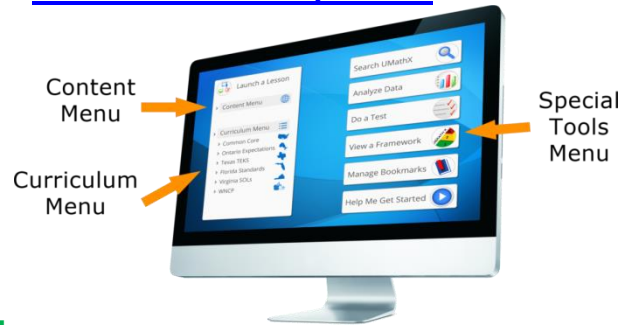 Content
Menu
Curriculum
Menu
Launch a Lesson
Content Menu
Curriculum Menu
Common Core
Ontario Expectations
Texas TEKS
Florida Standards
Virginia SOLs
WNCP
Search UMathX
Analyze Data
Do a Test
View a Framework
Manage Bookmarks
Help Me Get Started
Special
Tools
Menu